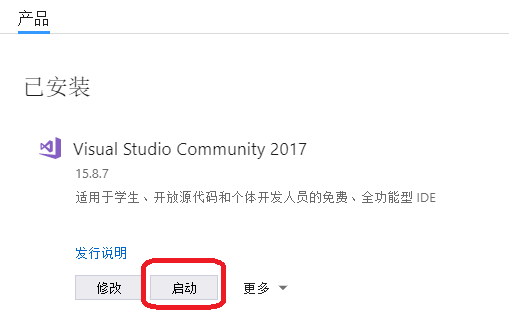 产品
已安装
Visual Studio Community 2017
15.8.7
适用于学生、开放源代码和个体开发人员的免费、全功能型 IDE
发行说明
修改 启动 更多